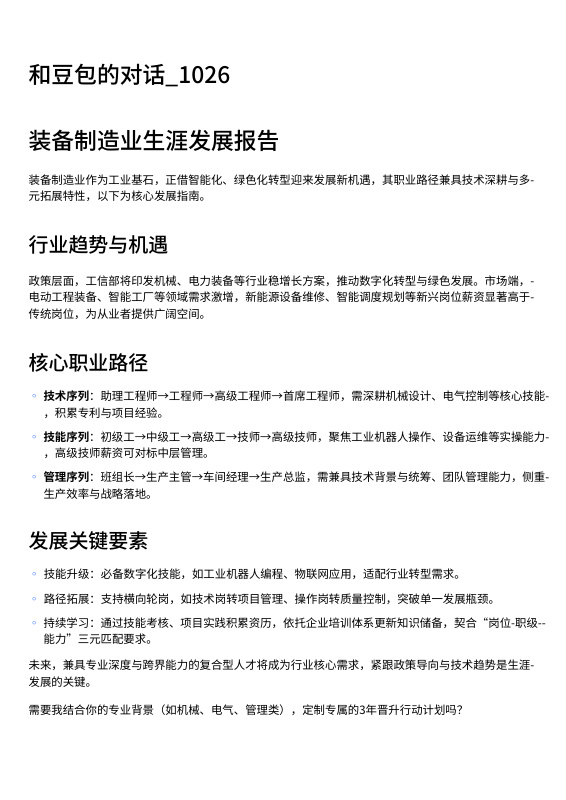 和豆包的对话_1026
装备制造业生涯发展报告
装备制造业作为工业基石，正借智能化、绿色化转型迎来发展新机遇，其职业路径兼具技术深耕与多-
元拓展特性，以下为核心发展指南。
行业趋势与机遇
政策层面，工信部将印发机械、电力装备等行业稳增长方案，推动数字化转型与绿色发展。市场端，-
电动工程装备、智能工厂等领域需求激增，新能源设备维修、智能调度规划等新兴岗位薪资显著高于-
传统岗位，为从业者提供广阔空间。
核心职业路径
◦ 技术序列：助理工程师→工程师→高级工程师→首席工程师，需深耕机械设计、电气控制等核心技能-
，积累专利与项目经验。
◦ 技能序列：初级工→中级工→高级工→技师→高级技师，聚焦工业机器人操作、设备运维等实操能力-
，高级技师薪资可对标中层管理。
◦ 管理序列：班组长→生产主管→车间经理→生产总监，需兼具技术背景与统筹、团队管理能力，侧重-
生产效率与战略落地。
发展关键要素
◦ 技能升级：必备数字化技能，如工业机器人编程、物联网应用，适配行业转型需求。
◦ 路径拓展：支持横向轮岗，如技术岗转项目管理、操作岗转质量控制，突破单一发展瓶颈。
◦ 持续学习：通过技能考核、项目实践积累资历，依托企业培训体系更新知识储备，契合“岗位-职级--
能力”三元匹配要求。
未来，兼具专业深度与跨界能力的复合型人才将成为行业核心需求，紧跟政策导向与技术趋势是生涯-
发展的关键。
需要我结合你的专业背景（如机械、电气、管理类），定制专属的3年晋升行动计划吗？